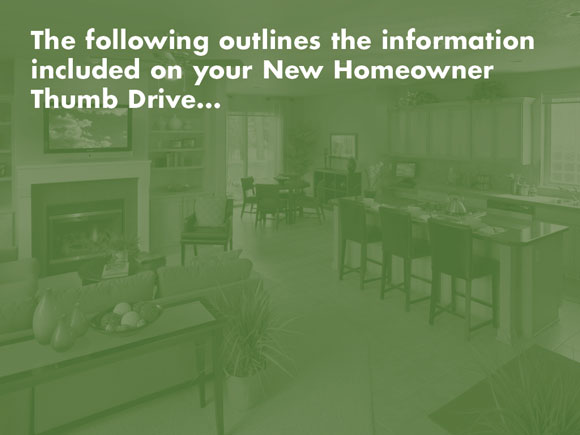 The following outlines the information
included on your New Homeowner
Thumb Drive...